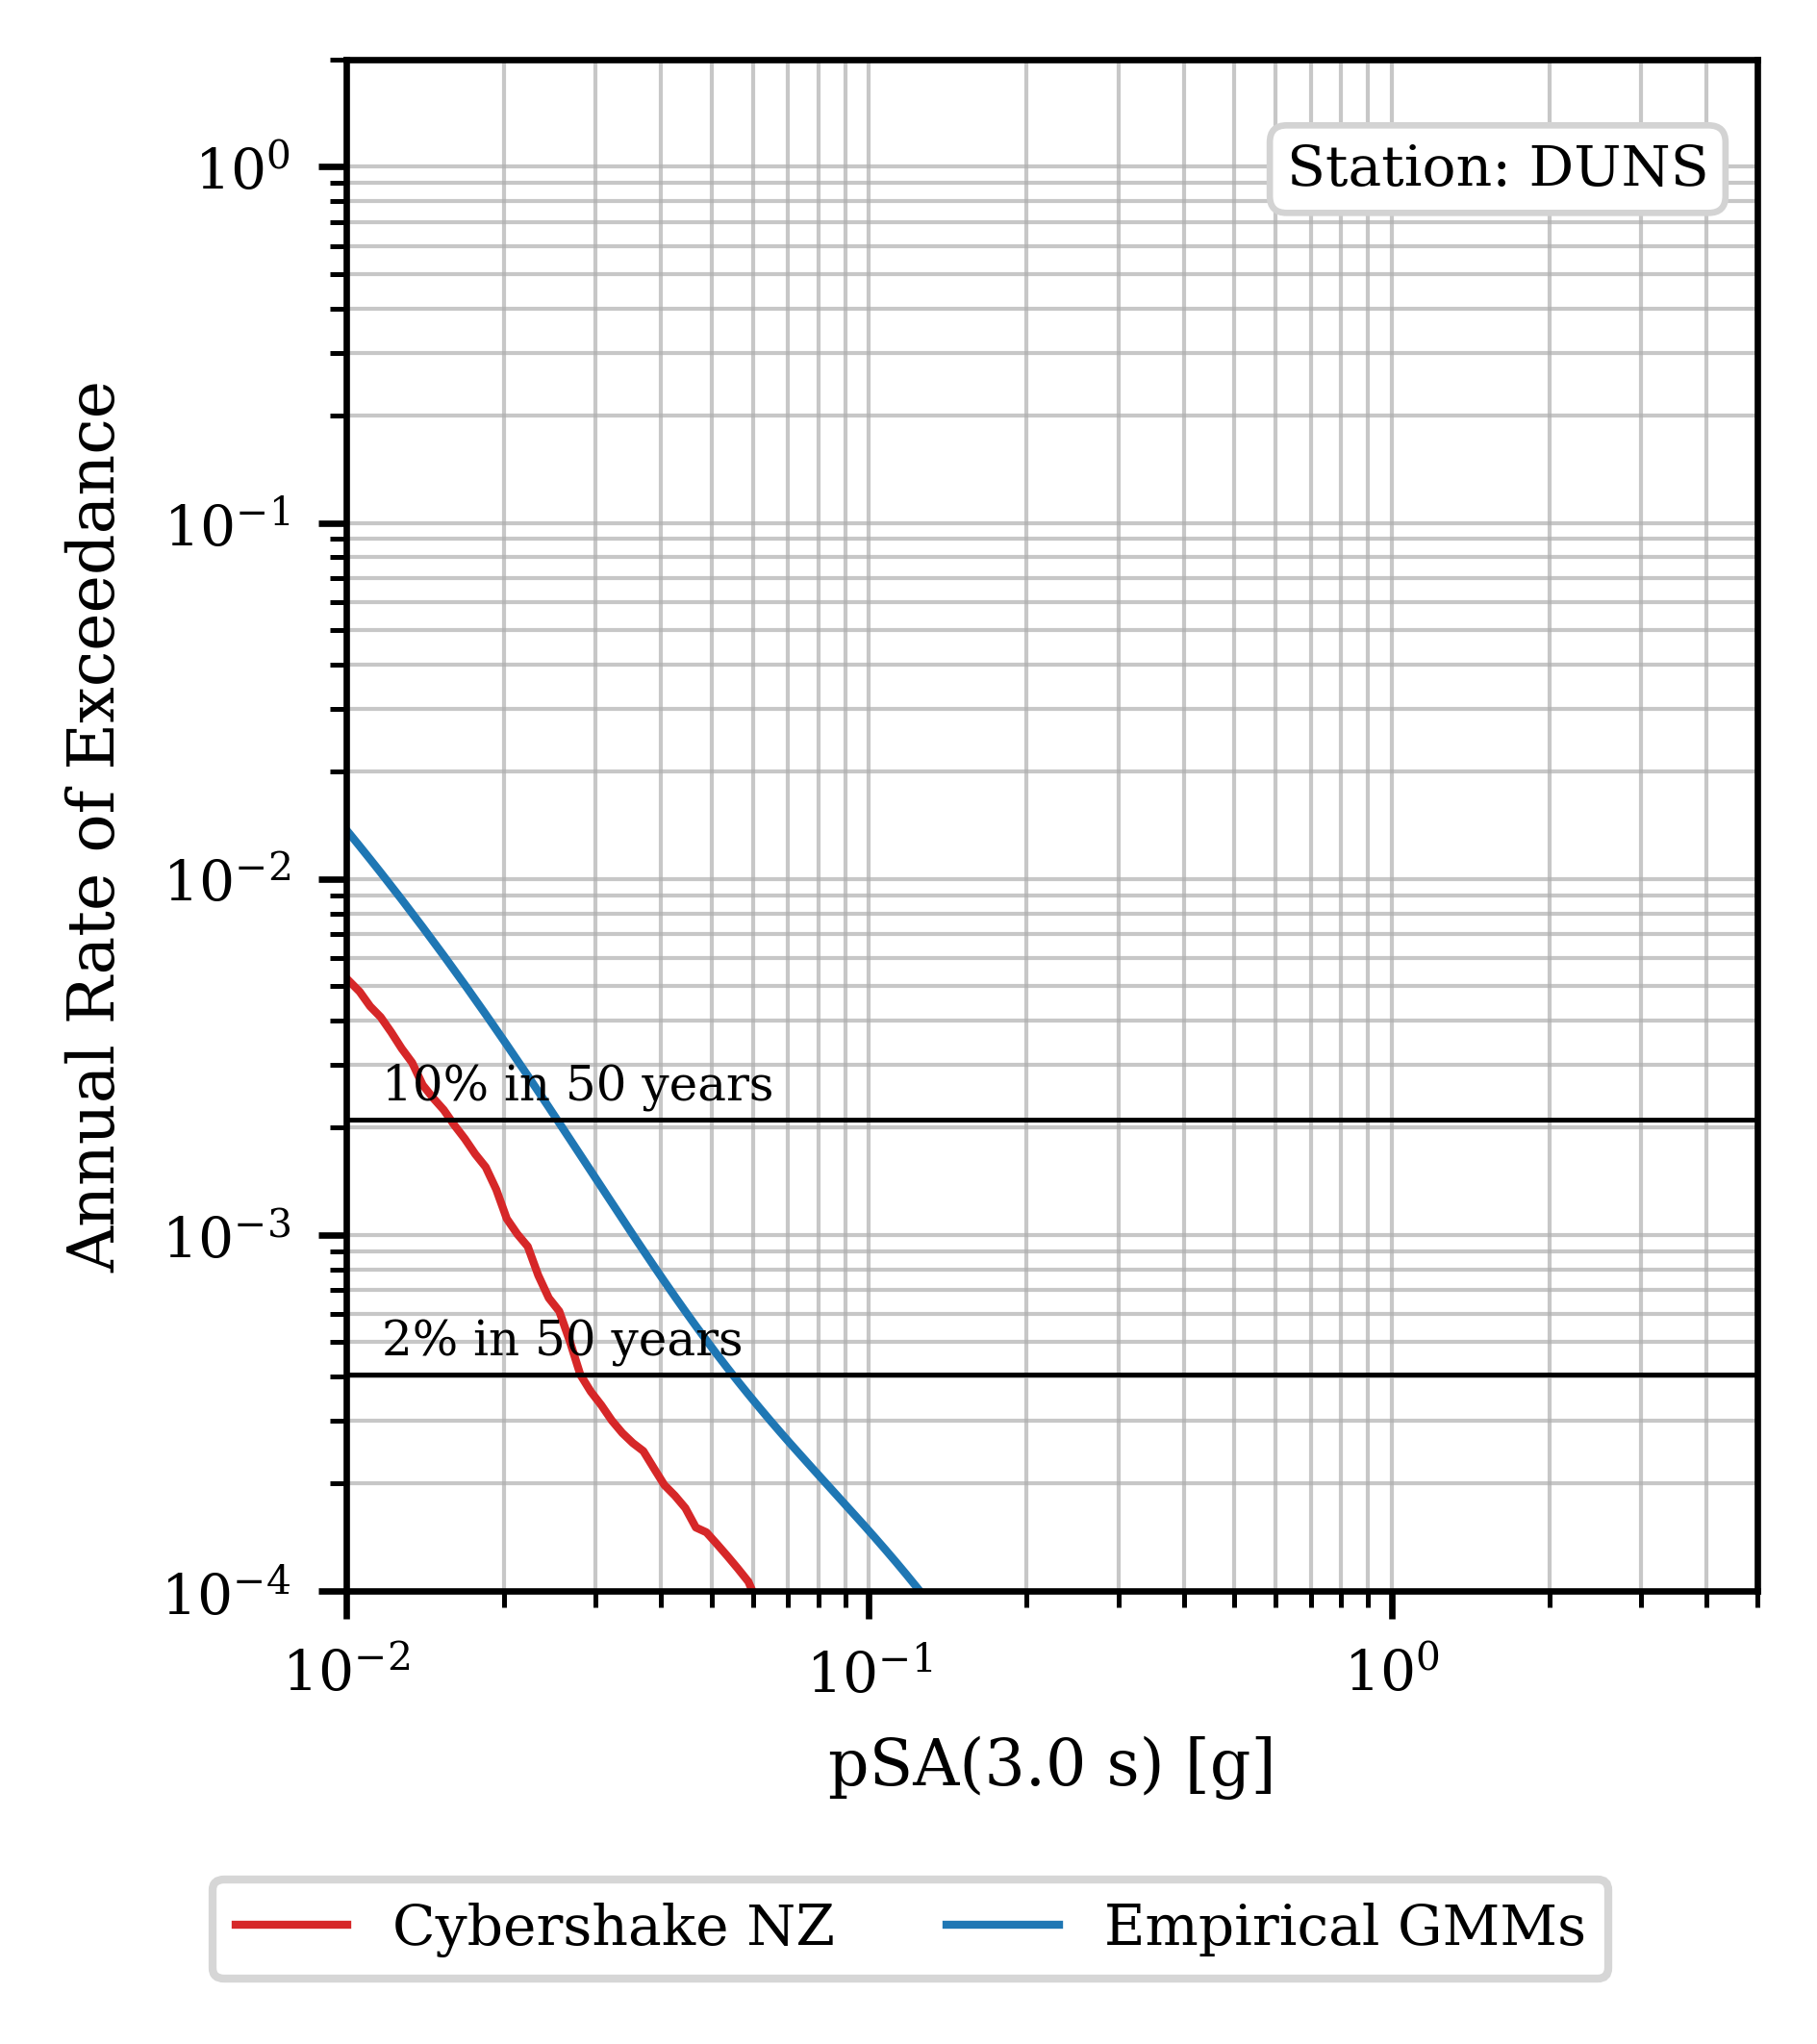 Station: DUNS
10⁰
10⁻¹
10⁻²
10⁻³
10⁻⁴
Annual Rate of Exceedance
10% in 50 years
2% in 50 years
10⁻²
10⁻¹
10⁰
pSA(3.0 s) [g]
Cybershake NZ
Empirical GMMs